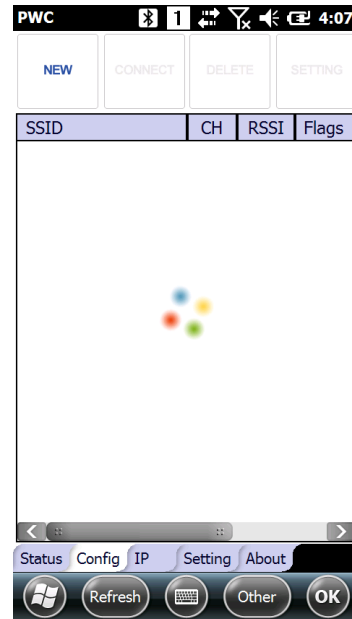 PWC 1 4:07
NEW CONNECT DELETE SETTING
SSID CH RSSI Flags
Status Config IP Setting About
Refresh Other OK